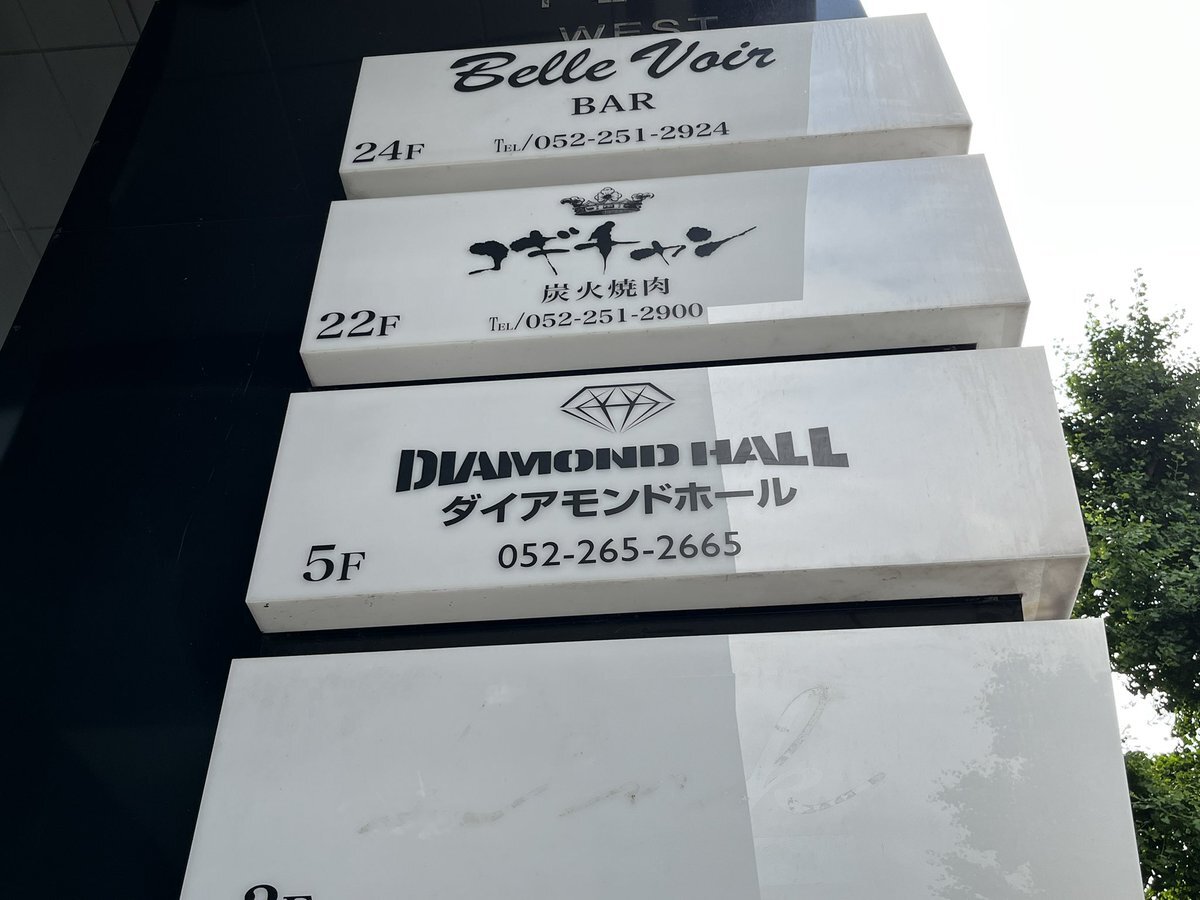 WEST
Belle Voir
BAR
24F
TEL/052-251-2924
コギチャン
炭火焼肉
22F
TEL/052-251-2900
DIAMOND HALL
ダイアモンドホール
052-265-2665
5F